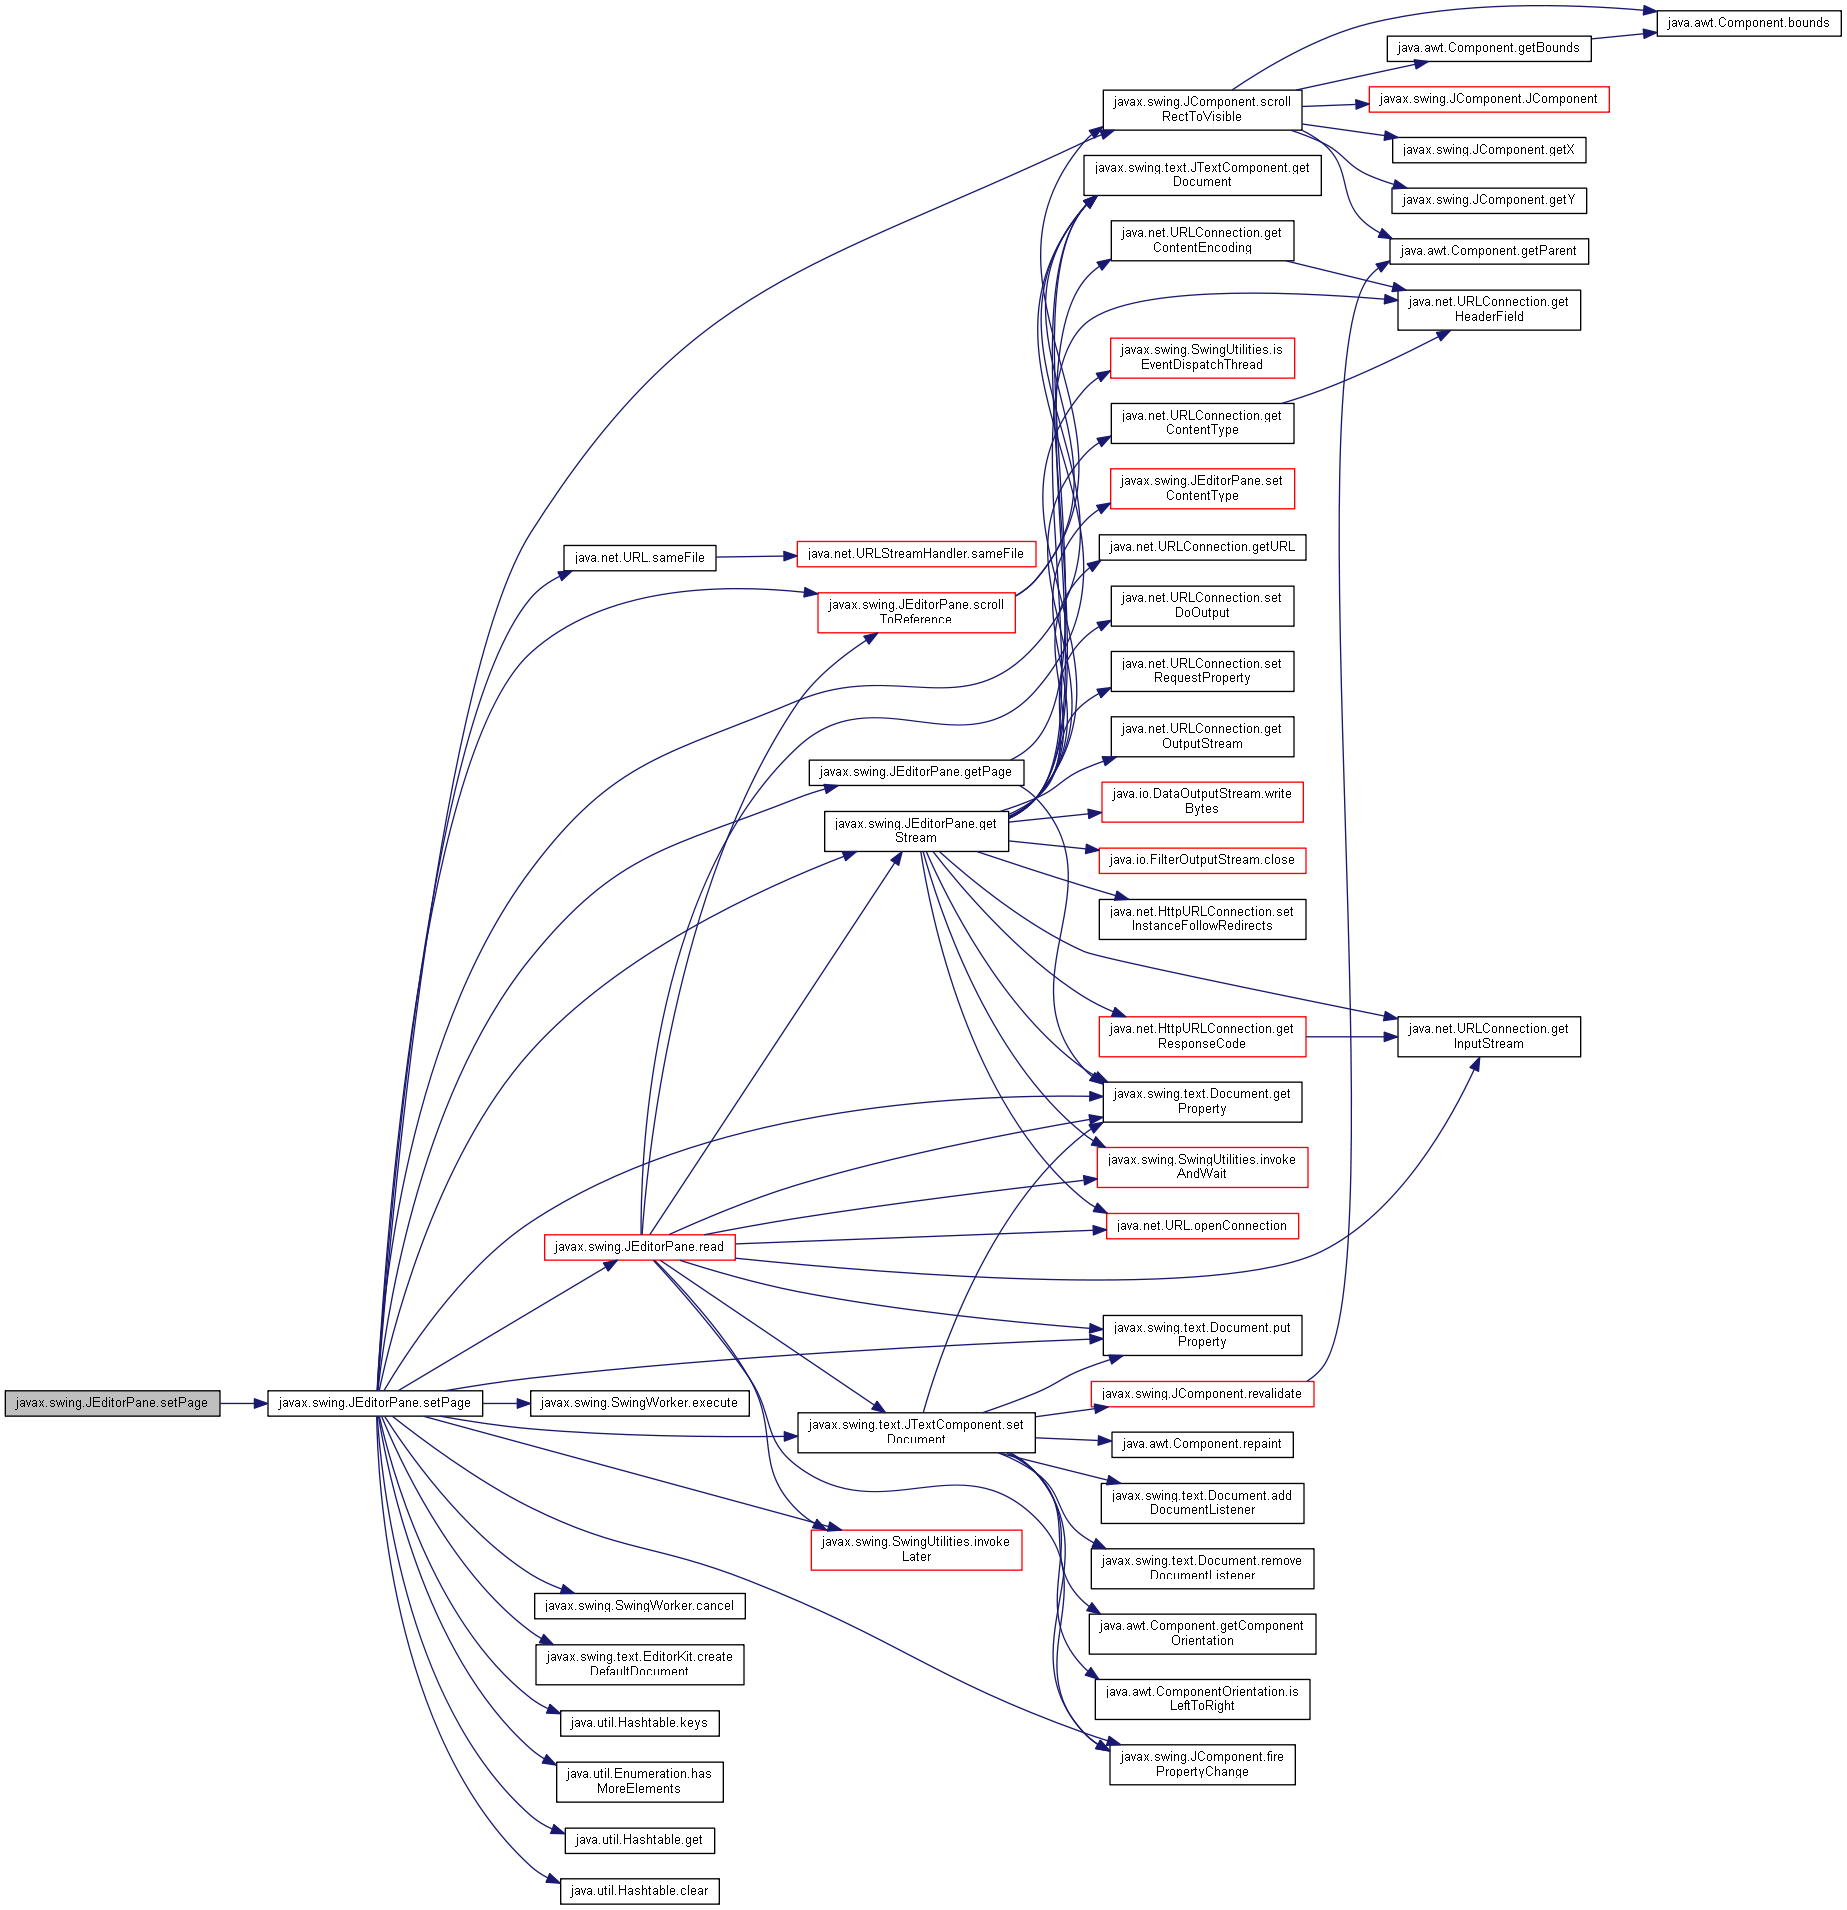 java.awt.Component.bounds
java.awt.Component.getBounds
javax.swing.JComponent.scroll
RectToVisible
javax.swing.JComponent.JComponent
javax.swing.JComponent.getX
javax.swing.text.JTextComponent.get
Document
javax.swing.JComponent.getY
java.net.URLConnection.get
ContentEncoding
java.awt.Component.getParent
java.net.URLConnection.get
HeaderField
javax.swing.SwingUtilities.is
EventDispatchThread
java.net.URLConnection.get
ContentType
javax.swing.JEditorPane.set
ContentType
java.net.URL.sameFile
java.net.URLStreamHandler.sameFile
java.net.URLConnection.getURL
javax.swing.JEditorPane.scroll
ToReference
java.net.URLConnection.set
DoOutput
java.net.URLConnection.set
RequestProperty
java.net.URLConnection.get
OutputStream
javax.swing.JEditorPane.getPage
java.io.DataOutputStream.write
Bytes
javax.swing.JEditorPane.get
Stream
java.io.FilterOutputStream.close
java.net.HttpURLConnection.set
InstanceFollowRedirects
java.net.HttpURLConnection.get
ResponseCode
java.net.URLConnection.get
InputStream
javax.swing.text.Document.get
Property
javax.swing.SwingUtilities.invoke
AndWait
java.net.URL.openConnection
javax.swing.JEditorPane.read
javax.swing.text.Document.put
Property
javax.swing.JEditorPane.setPage
javax.swing.JEditorPane.setPage
javax.swing.SwingWorker.execute
javax.swing.JComponent.revalidate
javax.swing.text.JTextComponent.set
Document
java.awt.Component.repaint
javax.swing.text.Document.add
DocumentListener
javax.swing.SwingUtilities.invoke
Later
javax.swing.text.Document.remove
DocumentListener
javax.swing.SwingWorker.cancel
java.awt.Component.getComponent
Orientation
javax.swing.text.EditorKit.create
DefaultDocument
java.awt.ComponentOrientation.is
LeftToRight
java.util.Hashtable.keys
javax.swing.JComponent.fire
PropertyChange
java.util.Enumeration.has
MoreElements
java.util.Hashtable.get
java.util.Hashtable.clear